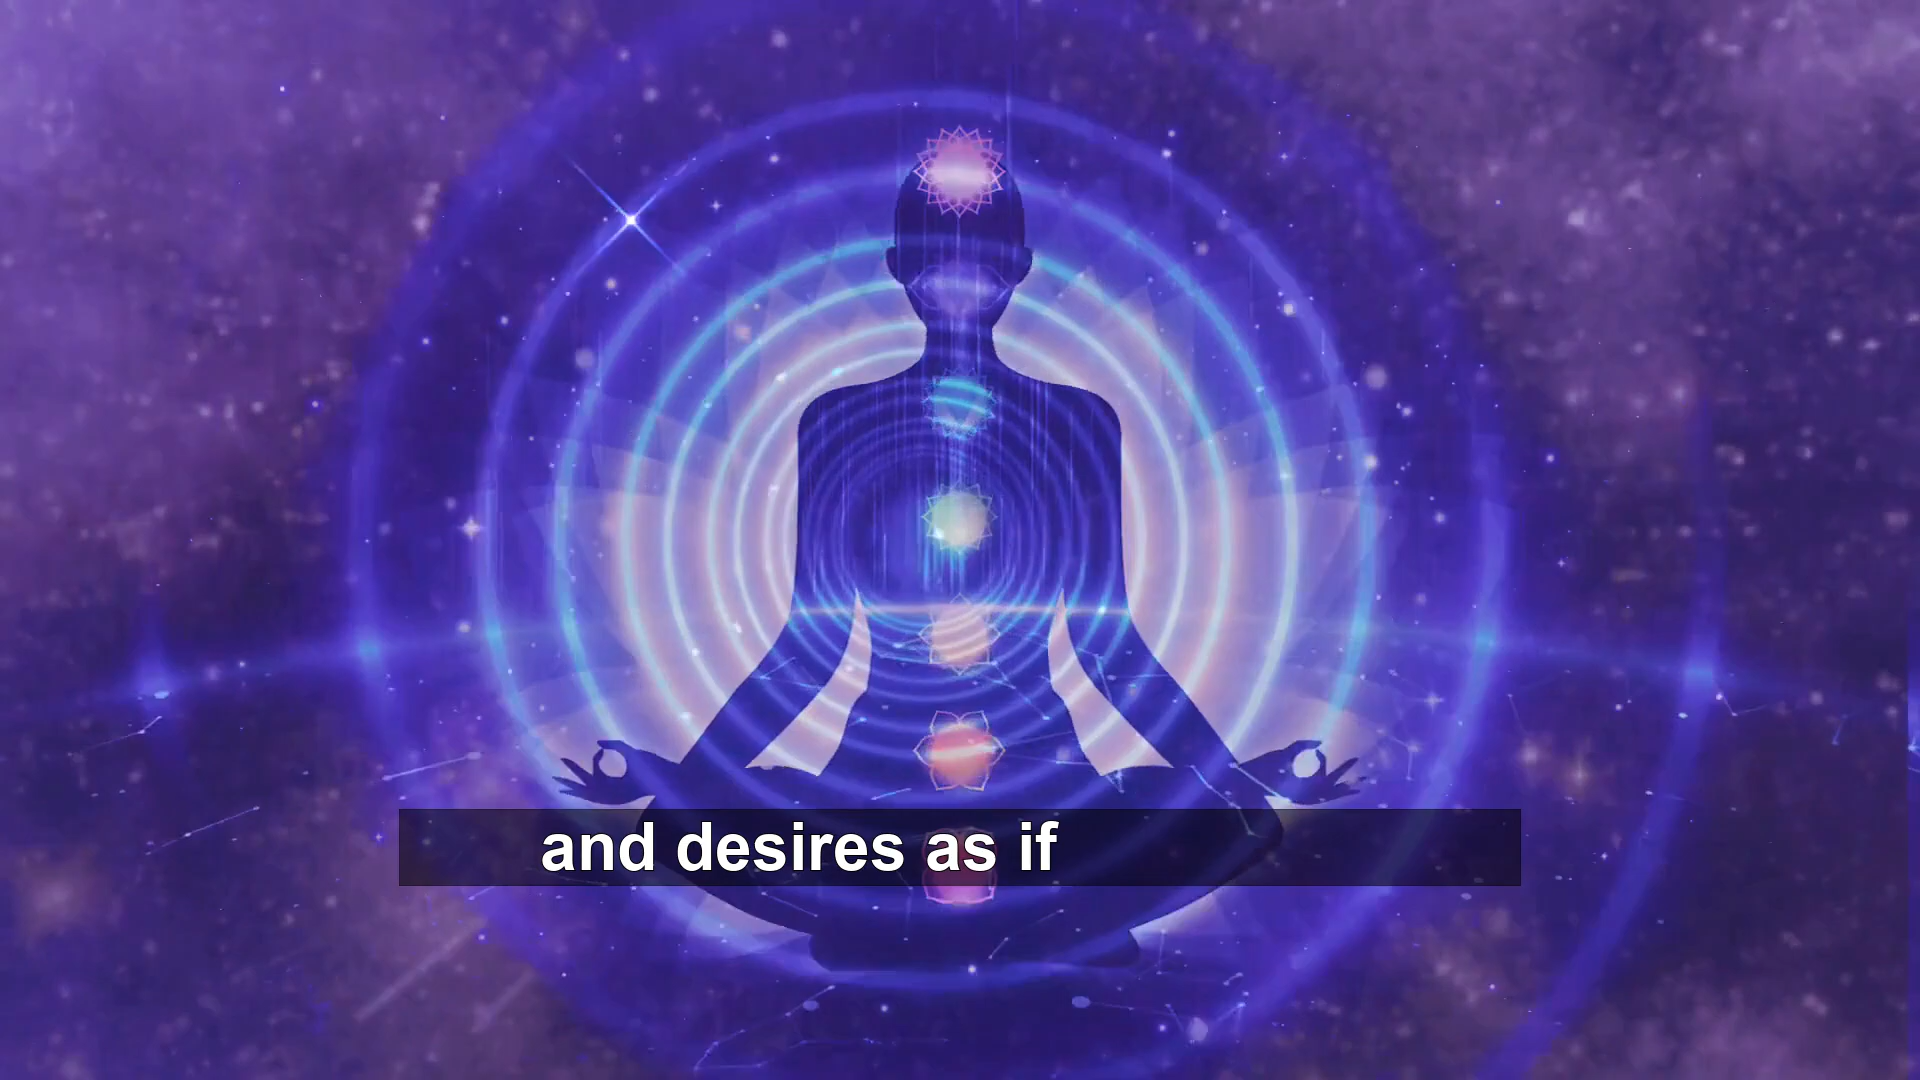 and desires as if